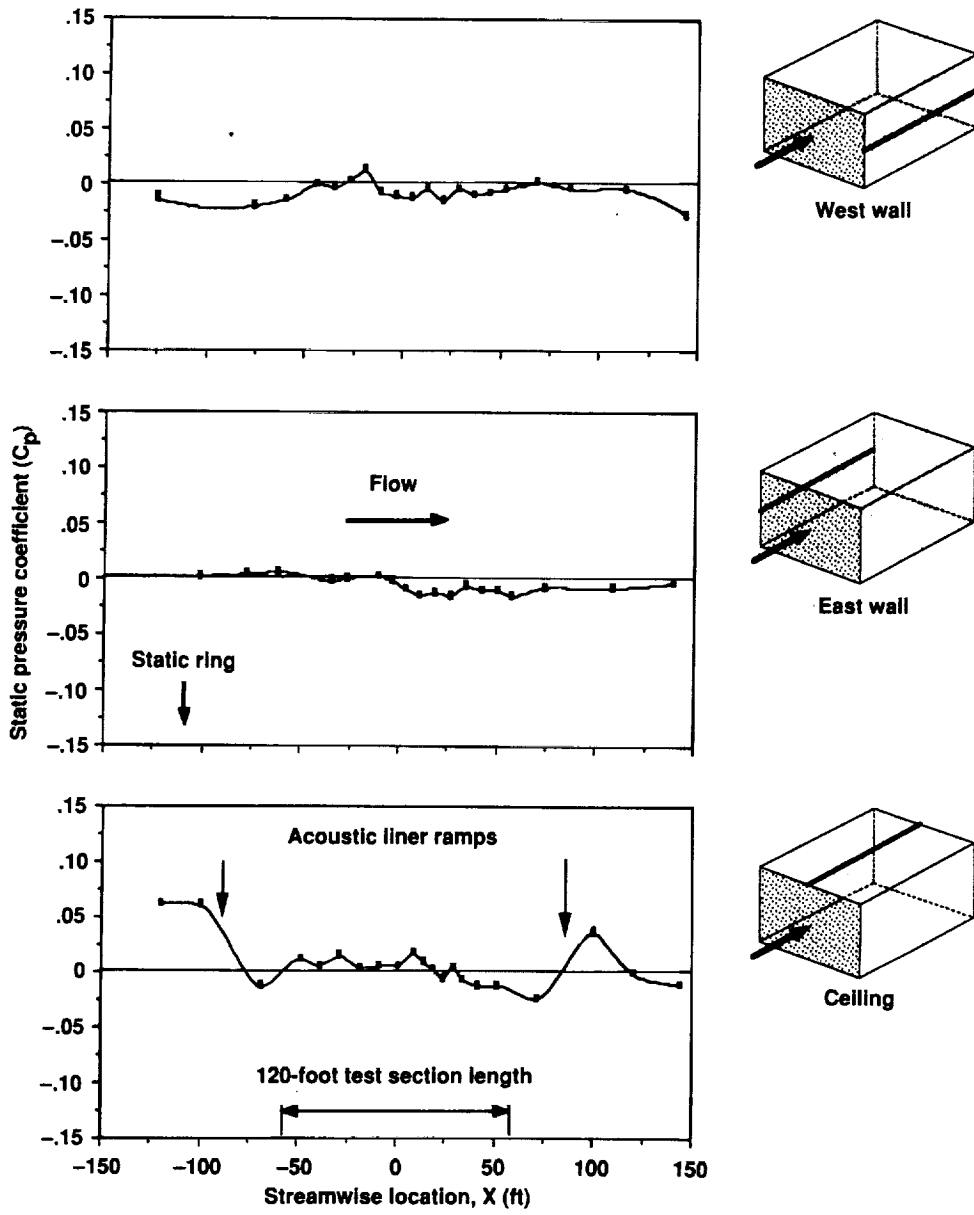 .15
.10
.05
0
−.05
−.10
−.15
West wall
Static pressure coefficient (Cp)
.15
.10
.05
0
−.05
−.10
−.15
Flow
Static ring
East wall
.15
.10
.05
0
−.05
−.10
−.15
Acoustic liner ramps
120-foot test section length
−150 −100 −50 0 50 100 150
Streamwise location, X (ft)
Ceiling